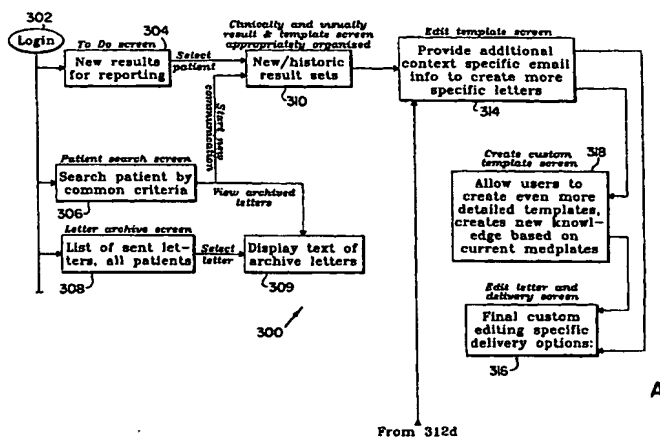 302
Login
To Do screen
304
New results
for reporting
Select
patient
Clinically and visually
result & template screen
appropriately organized
New/historic
result sets
310
Start new
communication
Edit template screen
Provide additional
context specific email
info to create more
specific letters
314
Patient search screen
Search patient by
common criteria
306
View archived
letters
Letter archive screen
List of sent let-
ters, all patients
308
Select
letter
Display text of
archive letters
309
300
Create custom
template screen
318
Allow users to
create even more
detailed templates,
creates new knowl-
edge based on
current medplates
Edit letter and
delivery screen
Final custom
editing specific
delivery options:
316
A
From 312d